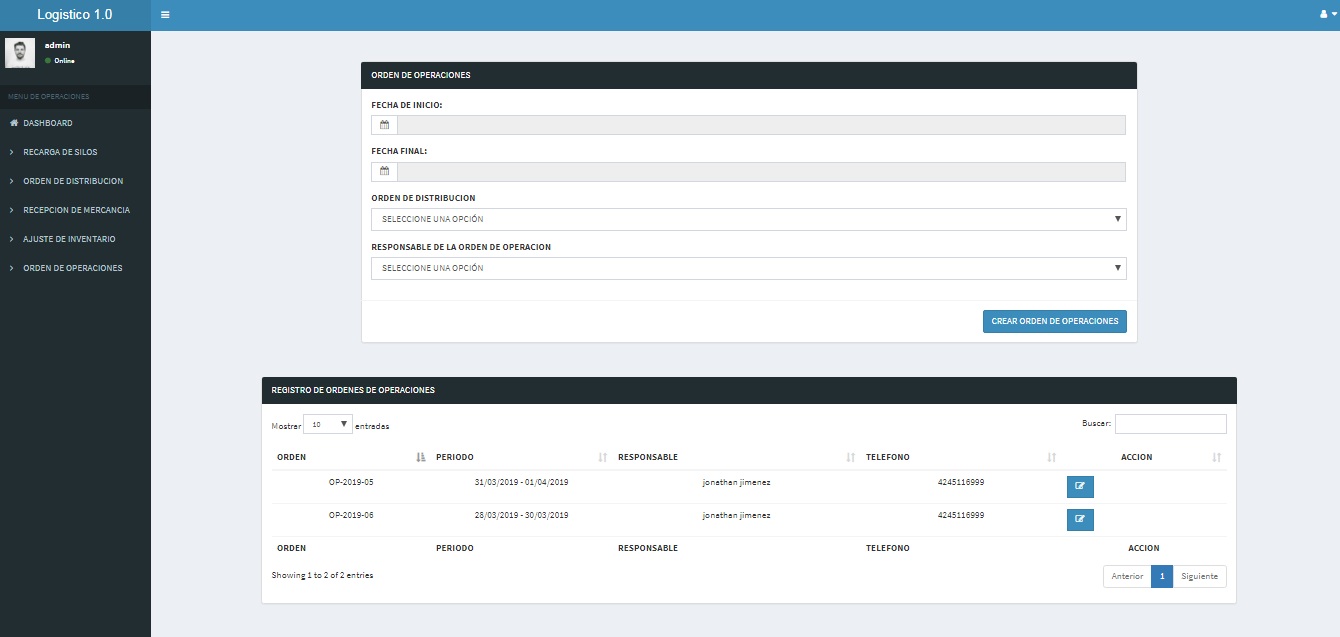 Logistico 1.0
admin
Online
MENU DE OPERACIONES
DASHBOARD
RECARGA DE SILOS
ORDEN DE DISTRIBUCION
RECEPCION DE MERCANCIA
AJUSTE DE INVENTARIO
ORDEN DE OPERACIONES
ORDEN DE OPERACIONES
FECHA DE INICIO:
FECHA FINAL:
ORDEN DE DISTRIBUCION
SELECCIONE UNA OPCIÓN
RESPONSABLE DE LA ORDEN DE OPERACION
SELECCIONE UNA OPCIÓN
CREAR ORDEN DE OPERACIONES
REGISTRO DE ORDENES DE OPERACIONES
Mostrar 10 entradas Buscar:
ORDEN PERIODO RESPONSABLE TELEFONO ACCION
OP-2019-05 31/03/2019 - 01/04/2019 jonathan jimenez 4245116999
OP-2019-06 28/03/2019 - 30/03/2019 jonathan jimenez 4245116999
ORDEN PERIODO RESPONSABLE TELEFONO ACCION
Showing 1 to 2 of 2 entries Anterior 1 Siguiente